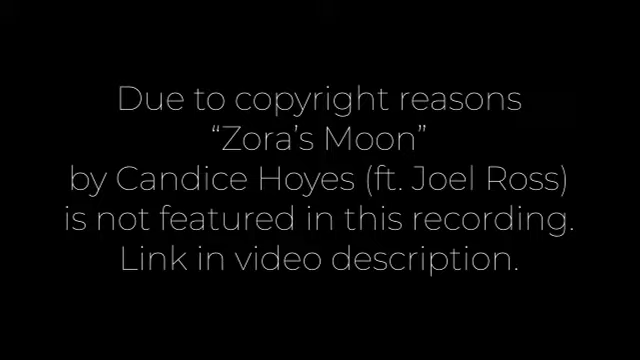 Due to copyright reasons
“Zora’s Moon”
by Candice Hoyes (ft. Joel Ross)
is not featured in this recording.
Link in video description.